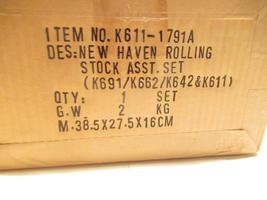 ITEM NO.K611-1791A
DES:NEW HAVEN ROLLING
STOCK ASST.SET
(K691/K662/K642&K611)
QTY: 1 SET
G.W 2 KG
M.38.5X27.5X16CM